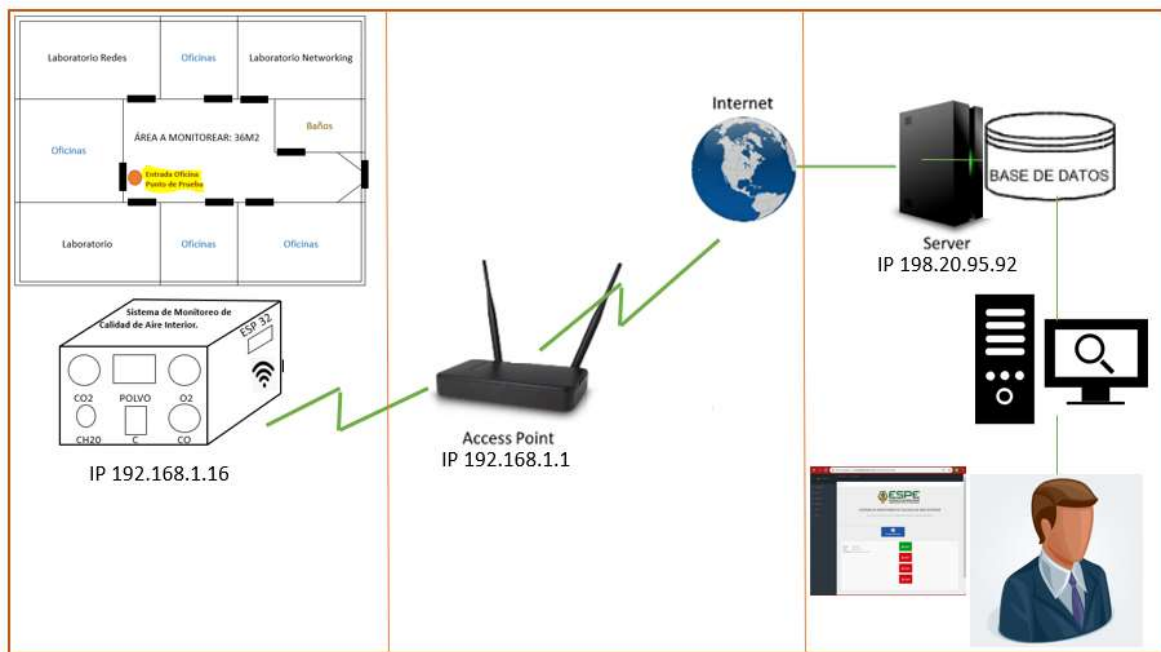 Laboratorio Redes
Oficinas
Laboratorio Networking
ÁREA A MONITOREAR: 36M2
Baños
Oficinas
Entrada Oficina
Punto de Prueba
Laboratorio
Oficinas
Oficinas
Sistema de Monitoreo de
Calidad de Aire Interior.
ESP 32
CO2
POLVO
O2
CH20
C
CO
IP 192.168.1.16
Access Point
IP 192.168.1.1
Internet
BASE DE DATOS
Server
IP 198.20.95.92
ESPE